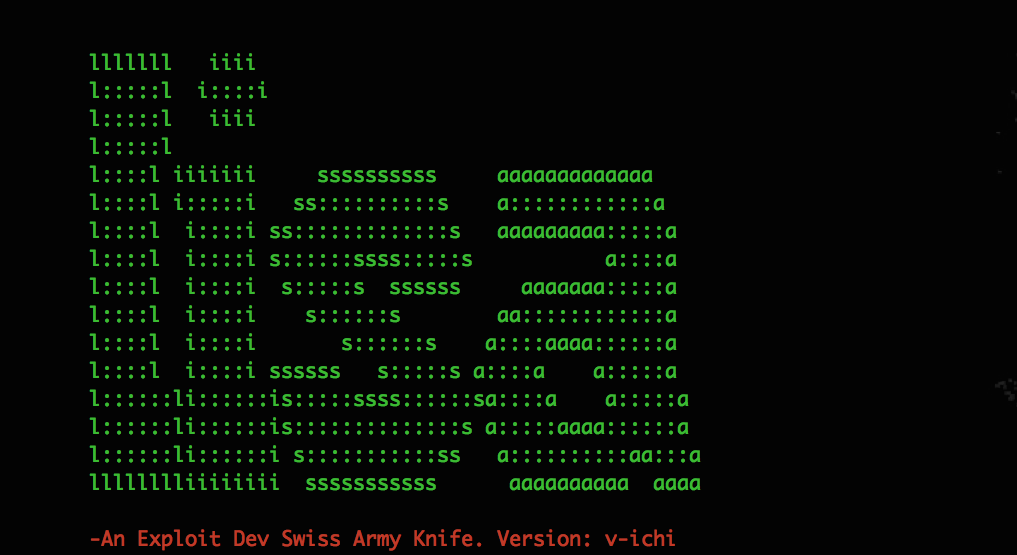 lllllll   iiii
l:::::l  i::::i
l:::::l   iiii
l:::::l
l::::l iiiiiii     ssssssssss     aaaaaaaaaaaaa
l::::l i:::::i   ss::::::::::s    a::::::::::::a
l::::l  i::::i ss:::::::::::::s   aaaaaaaaa:::::a
l::::l  i::::i s::::::ssss:::::s           a::::a
l::::l  i::::i  s:::::s  ssssss     aaaaaaa:::::a
l::::l  i::::i    s::::::s        aa::::::::::::a
l::::l  i::::i       s::::::s    a::::aaaa::::::a
l::::l  i::::i ssssss   s:::::s a::::a    a:::::a
l::::::li::::::is:::::ssss::::::sa::::a    a:::::a
l::::::li::::::is::::::::::::::s a:::::aaaa::::::a
l::::::li::::::i s:::::::::::ss   a::::::::::aa:::a
lllllllliiiiiiii  sssssssssss      aaaaaaaaaa  aaaa
-An Exploit Dev Swiss Army Knife. Version: v-ichi